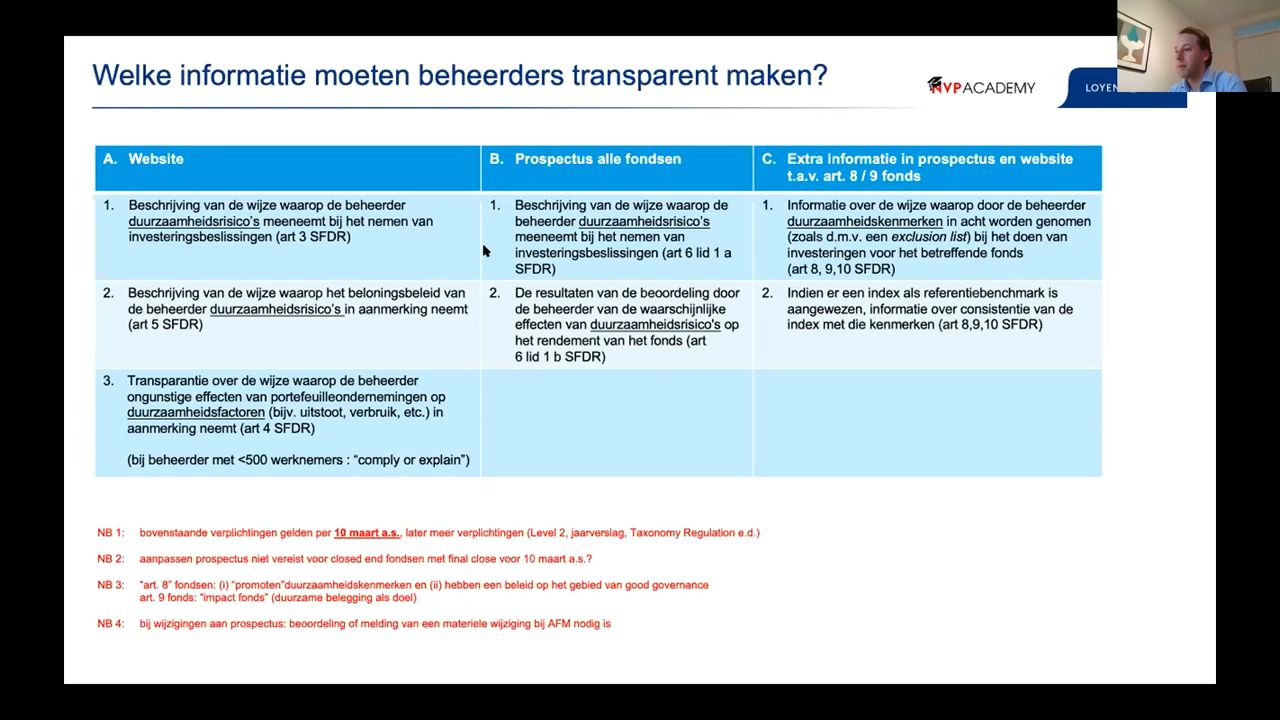 Welke informatie moeten beheerders transparent maken?
NVPACADEMY
LOYEN
A. Website
B. Prospectus alle fondsen
C. Extra informatie in prospectus en website
t.a.v. art. 8 / 9 fonds
1. Beschrijving van de wijze waarop de beheerder
duurzaamheidsrisico's meeneemt bij het nemen van
investeringsbeslissingen (art 3 SFDR)
1. Beschrijving van de wijze waarop de
beheerder duurzaamheidsrisico's
meeneemt bij het nemen van
investeringsbeslissingen (art 6 lid 1 a
SFDR)
1. Informatie over de wijze waarop door de beheerder
duurzaamheidskenmerken in acht worden genomen
(zoals d.m.v. een exclusion list) bij het doen van
investeringen voor het betreffende fonds
(art 8, 9,10 SFDR)
2. Beschrijving van de wijze waarop het beloningsbeleid van
de beheerder duurzaamheidsrisico's in aanmerking neemt
(art 5 SFDR)
2. De resultaten van de beoordeling door
de beheerder van de waarschijnlijke
effecten van duurzaamheidsrisico's op
het rendement van het fonds (art
6 lid 1 b SFDR)
2. Indien er een index als referentiebenchmark is
aangewezen, informatie over consistentie van de
index met die kenmerken (art 8,9,10 SFDR)
3. Transparantie over de wijze waarop de beheerder
ongunstige effecten van portefeuilleondernemingen op
duurzaamheidsfactoren (bijv. uitstoot, verbruik, etc.) in
aanmerking neemt (art 4 SFDR)
(bij beheerder met <500 werknemers : “comply or explain”)
NB 1: bovenstaande verplichtingen gelden per 10 maart a.s., later meer verplichtingen (Level 2, jaarverslag, Taxonomy Regulation e.d.)
NB 2: aanpassen prospectus niet vereist voor closed end fondsen met final close voor 10 maart a.s.?
NB 3: “art. 8” fondsen: (i) “promoten”duurzaamheidskenmerken en (ii) hebben een beleid op het gebied van good governance
art. 9 fonds: “impact fonds” (duurzame belegging als doel)
NB 4: bij wijzigingen aan prospectus: beoordeling of melding van een materiele wijziging bij AFM nodig is